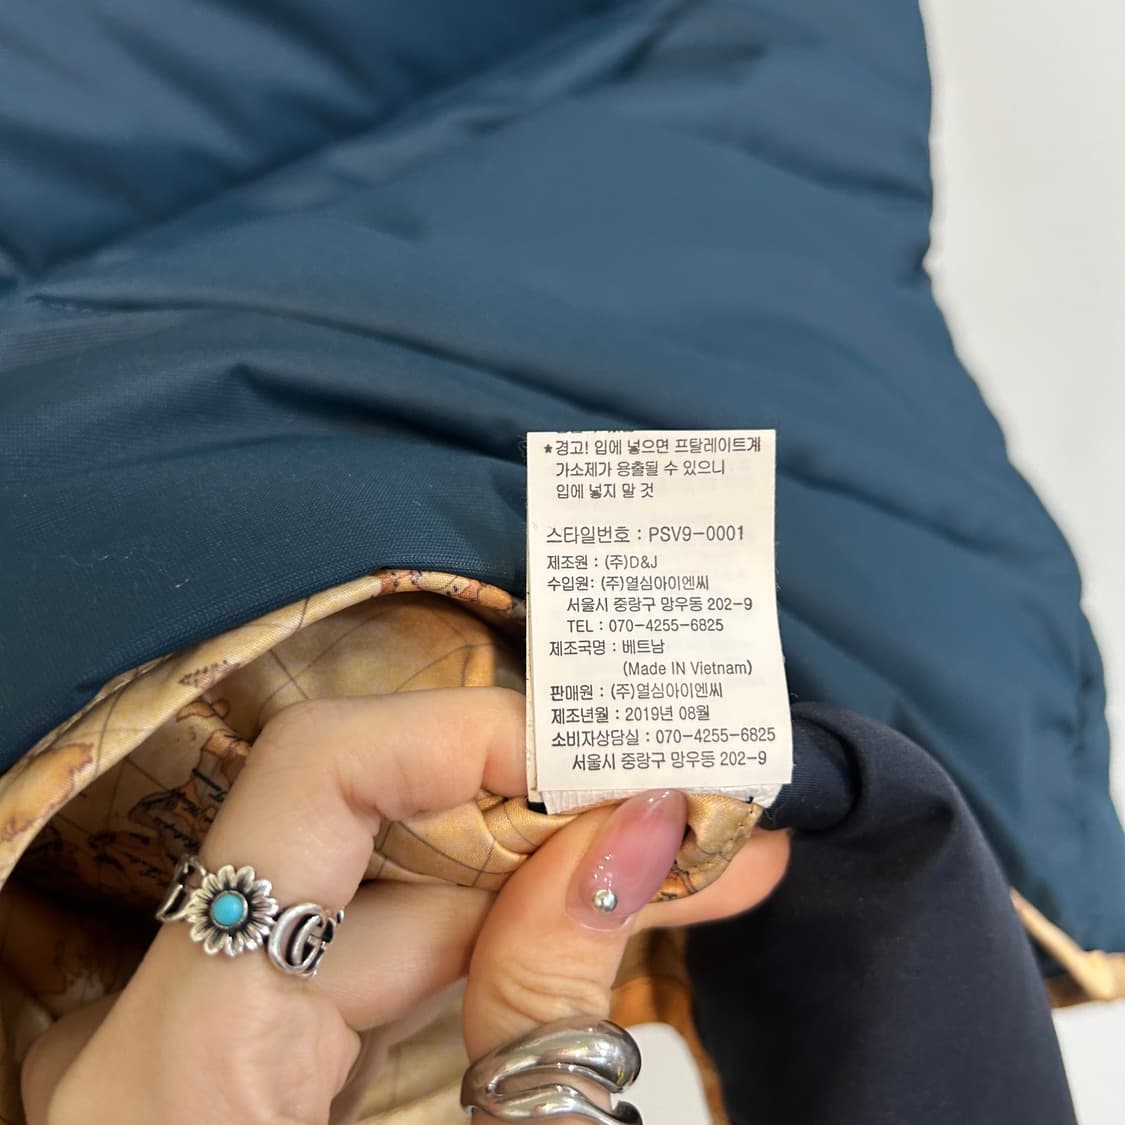 ★경고! 입에 넣으면 프탈레이트계
가소제가 용출될 수 있으니
입에 넣지 말 것
스타일번호 : PSV9-0001
제조원 : (주)D&J
수입원: (주)열심아이엔씨
서울시 중랑구 망우동 202-9
TEL : 070-4255-6825
제조국명 : 베트남
(Made IN Vietnam)
판매원 : (주)열심아이엔씨
제조년월 : 2019년 08월
소비자상담실 : 070-4255-6825
서울시 중랑구 망우동 202-9